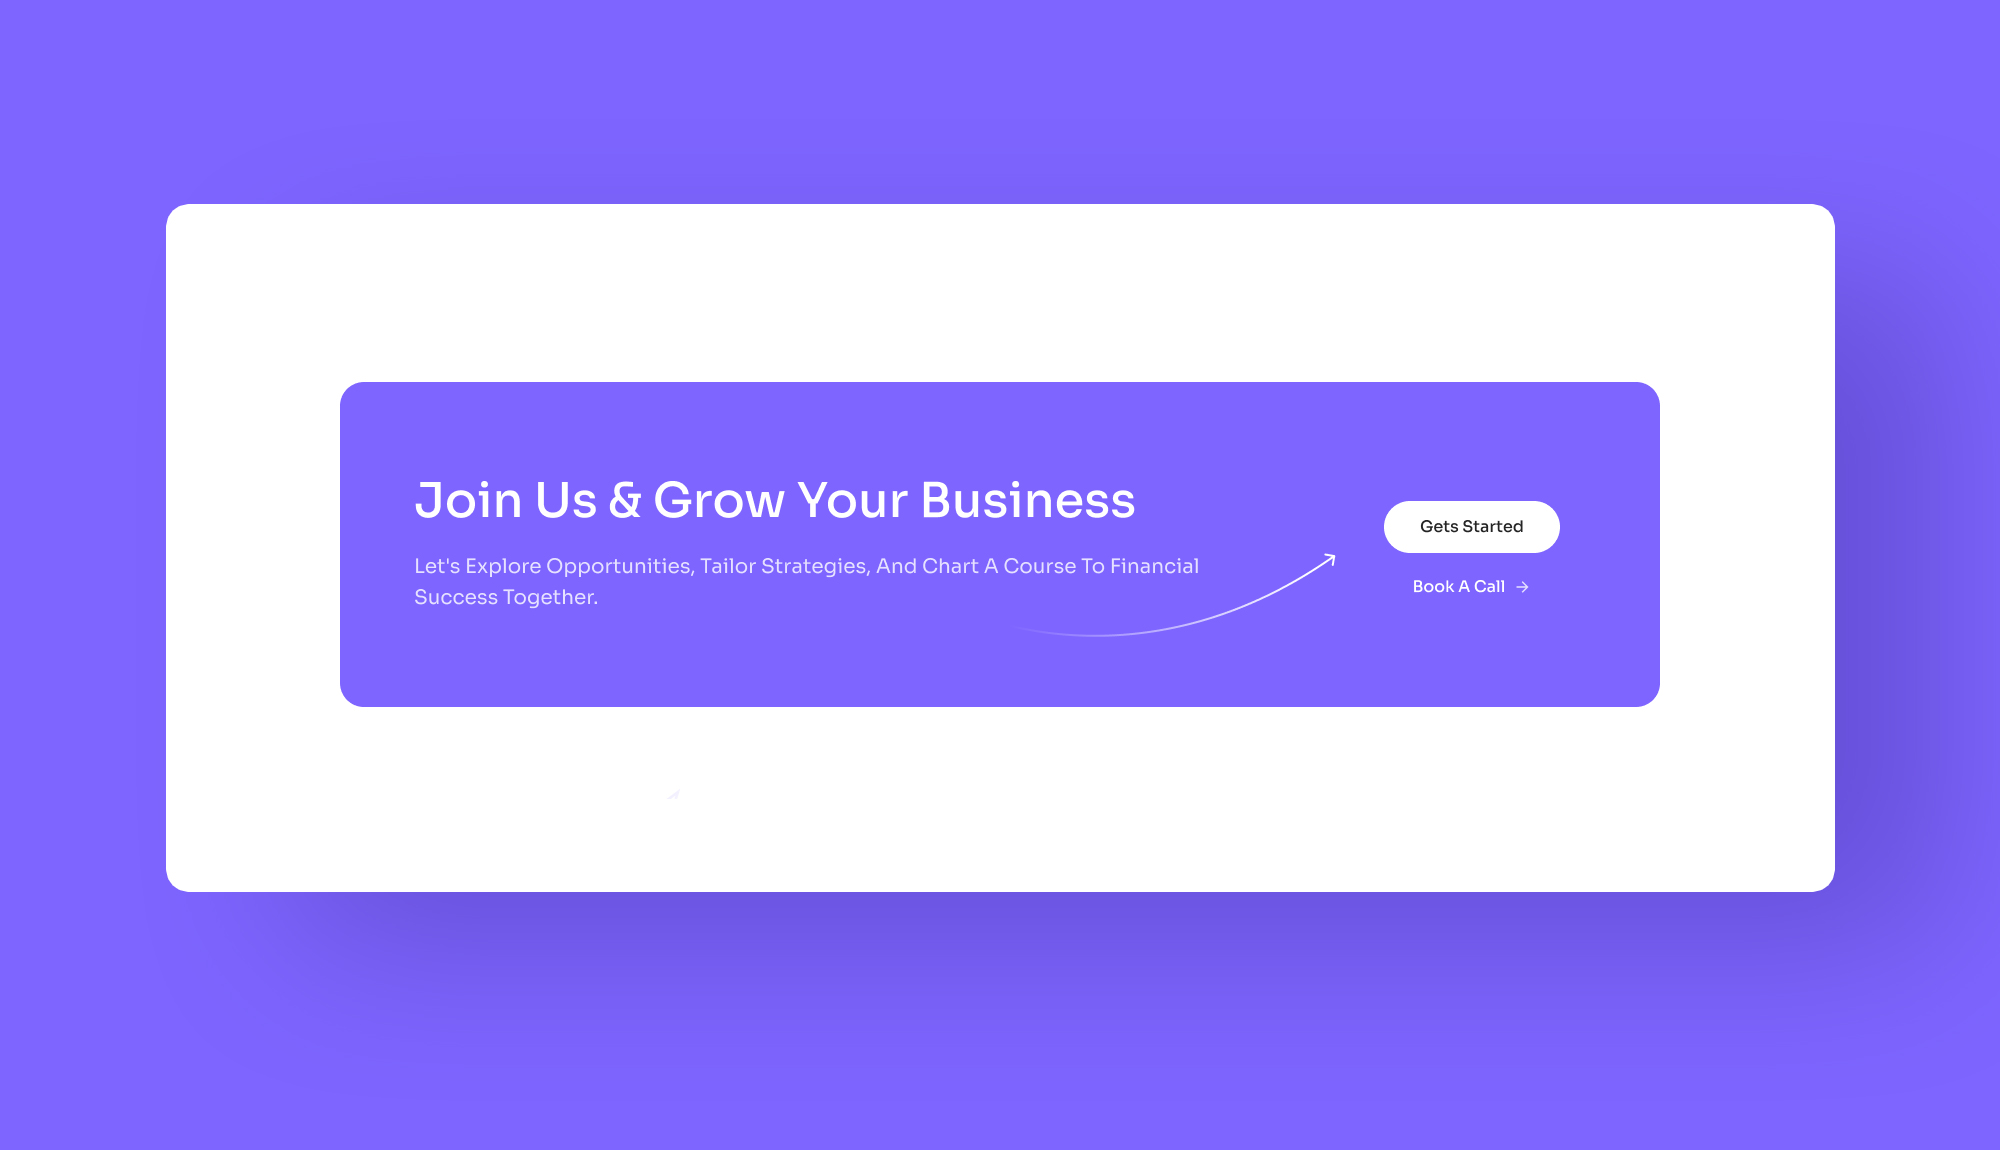 Join Us & Grow Your Business
Let's Explore Opportunities, Tailor Strategies, And Chart A Course To Financial
Success Together.
Gets Started
Book A Call